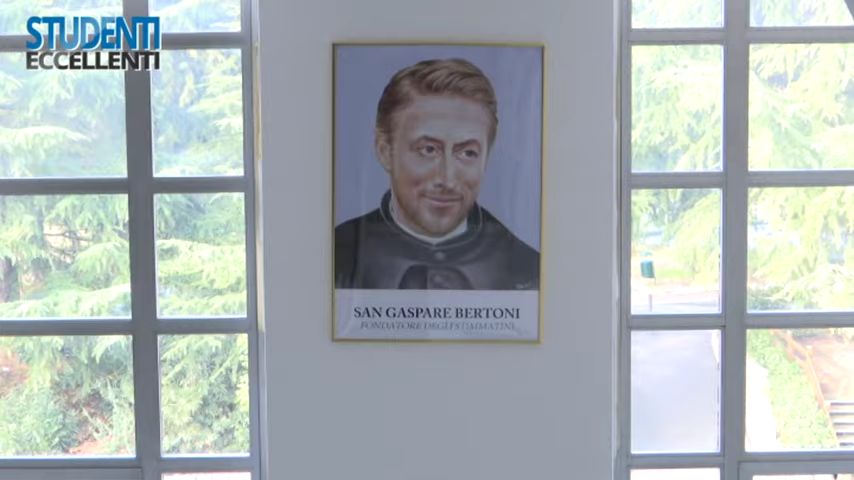 STUDENTI
ECCELLENTI
SAN GASPARE BERTONI
FONDATORE DEGLI STIMMATINI